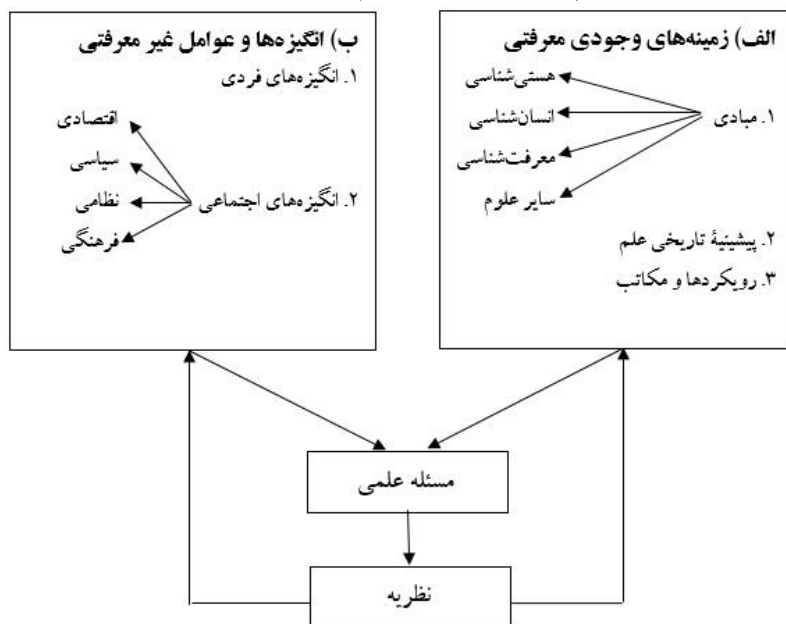 الف) زمینه‌های وجودی معرفتی
۱. مبادی
هستی‌شناسی
انسان‌شناسی
معرفت‌شناسی
سایر علوم
۲. پیشینیۀ تاریخی علم
۳. رویکردها و مکاتب
ب) انگیزه‌ها و عوامل غیر معرفتی
۱. انگیزه‌های فردی
۲. انگیزه‌های اجتماعی
اقتصادی
سیاسی
نظامی
فرهنگی
مسئله علمی
نظریه